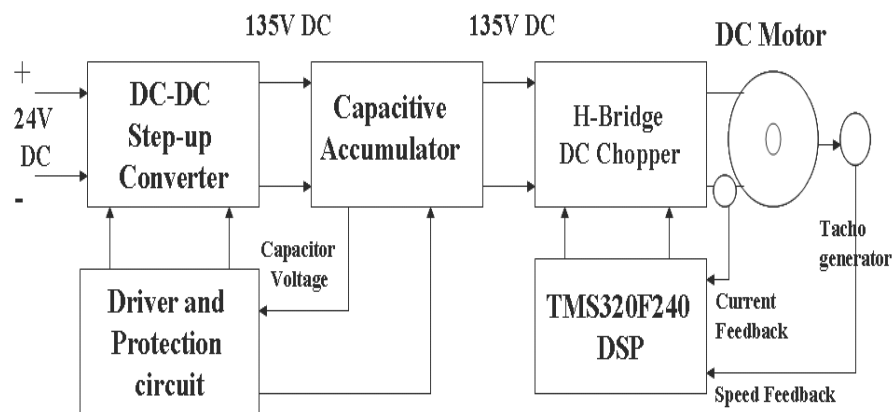 135V DC
135V DC
DC Motor
+
24V
DC
-
DC-DC
Step-up
Converter
Capacitive
Accumulator
H-Bridge
DC Chopper
Tacho
generator
Capacitor
Voltage
Driver and
Protection
circuit
TMS320F240
DSP
Current
Feedback
Speed Feedback